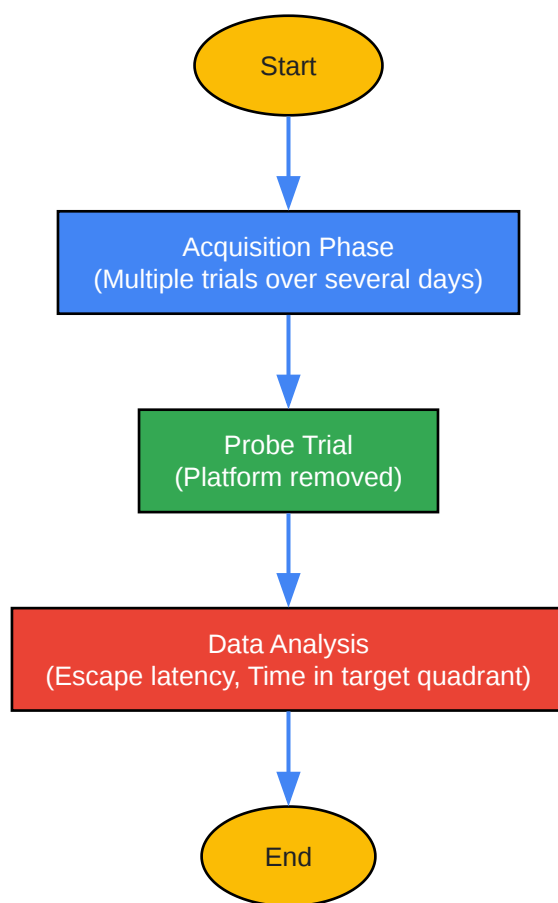 Start
Acquisition Phase
(Multiple trials over several days)
Probe Trial
(Platform removed)
Data Analysis
(Escape latency, Time in target quadrant)
End